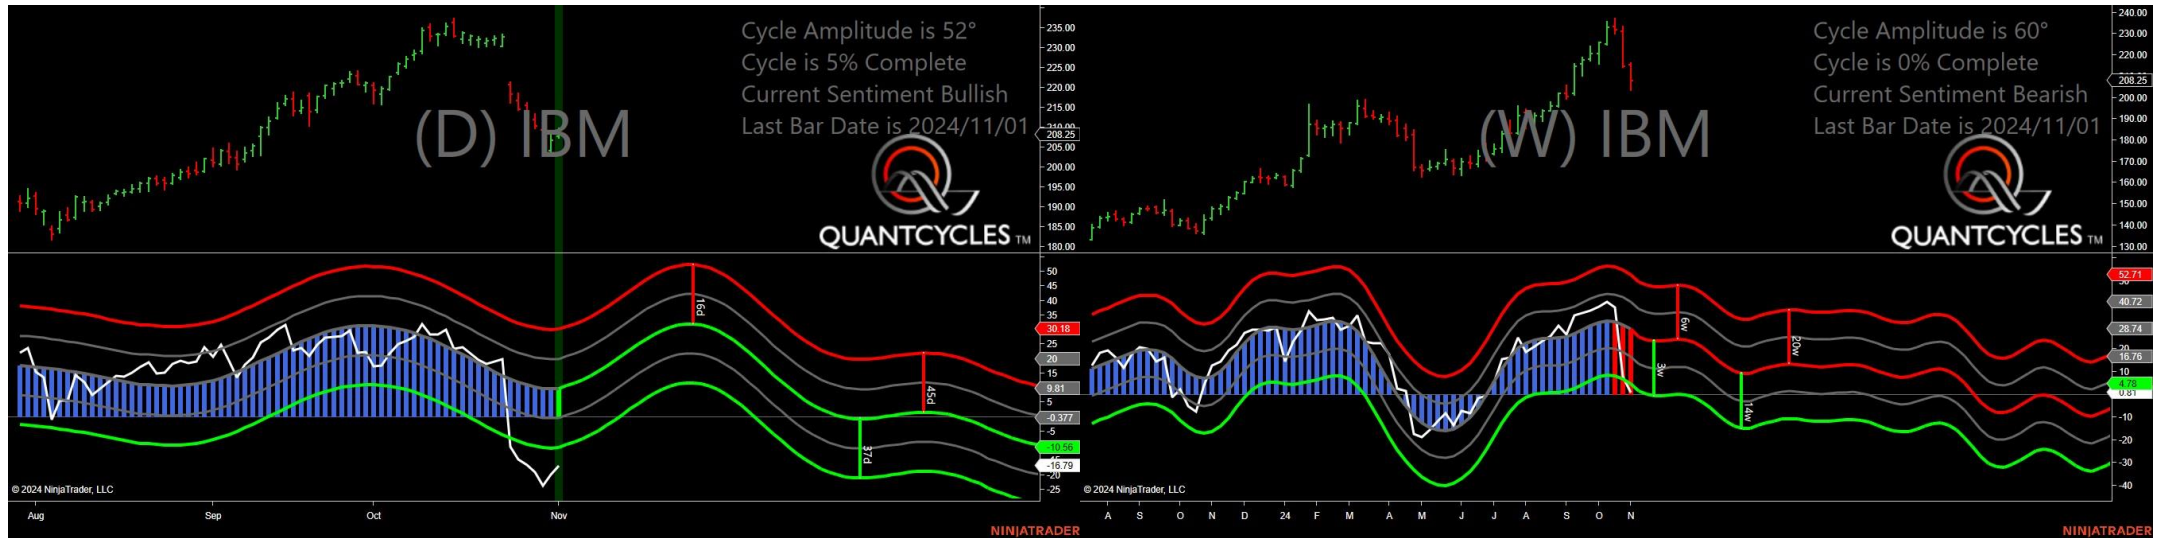 Cycle Amplitude is 52°
Cycle is 5% Complete
Current Sentiment Bullish
Last Bar Date is 2024/11/01
(D) IBM
QUANTCYCLES TM
235.00
230.00
225.00
220.00
215.00
210.00
208.25
205.00
200.00
195.00
190.00
185.00
180.00
50
45
40
35
30.18
25
20
15
9.81
5
-0.377
-5
-10.56
-16.79
-20
-25
16d
37d
45d
© 2024 NinjaTrader, LLC
Aug Sep Oct Nov
NINJATRADER
Cycle Amplitude is 60°
Cycle is 0% Complete
Current Sentiment Bearish
Last Bar Date is 2024/11/01
(W) IBM
QUANTCYCLES TM
240.00
230.00
220.00
208.25
200.00
190.00
180.00
170.00
160.00
150.00
140.00
130.00
52.71
40.72
28.74
20
16.76
10
4.78
0.81
-10
-20
-30
-40
6w
3w
14w
20w
© 2024 NinjaTrader, LLC
A S O N D 24 F M A M J J A S O N
NINJATRADER